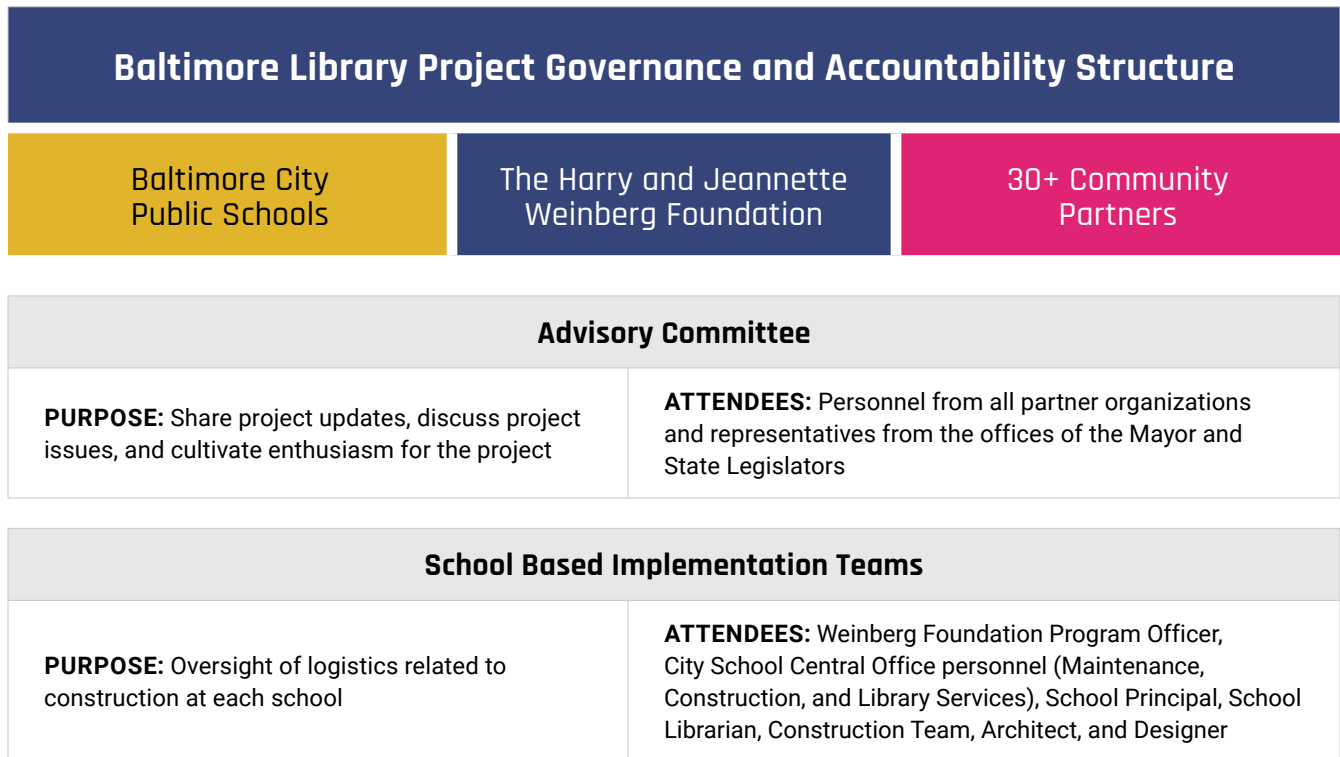 Baltimore Library Project Governance and Accountability Structure
Baltimore City
Public Schools
The Harry and Jeannette
Weinberg Foundation
30+ Community
Partners
Advisory Committee
PURPOSE: Share project updates, discuss project
issues, and cultivate enthusiasm for the project
ATTENDEES: Personnel from all partner organizations
and representatives from the offices of the Mayor and
State Legislators
School Based Implementation Teams
PURPOSE: Oversight of logistics related to
construction at each school
ATTENDEES: Weinberg Foundation Program Officer,
City School Central Office personnel (Maintenance,
Construction, and Library Services), School Principal, School
Librarian, Construction Team, Architect, and Designer